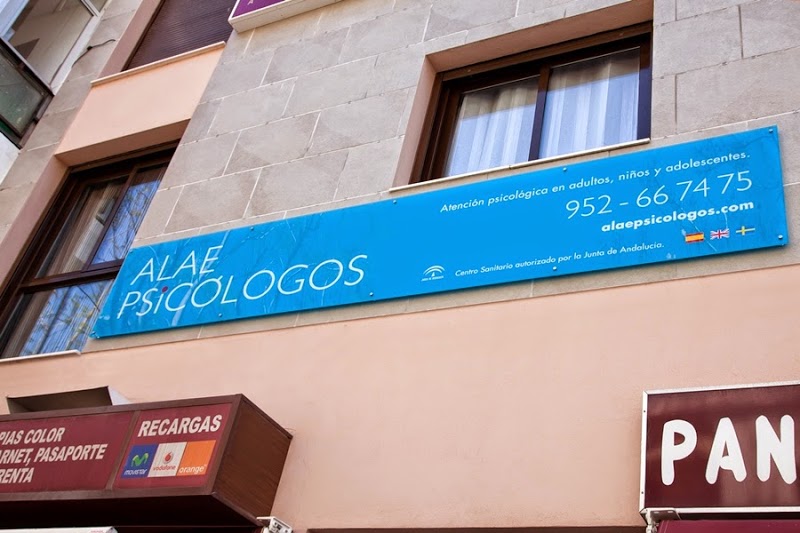 ALAE
PSICÓLOGOS
Atención psicológica en adultos, niños y adolescentes.
952 - 66 74 75
alaepsicologos.com
Centro Sanitario autorizado por la Junta de Andalucía.
PIAS COLOR
ARNET, PASAPORTE
RENTA
RECARGAS
movistar
vodafone
orange
PAN